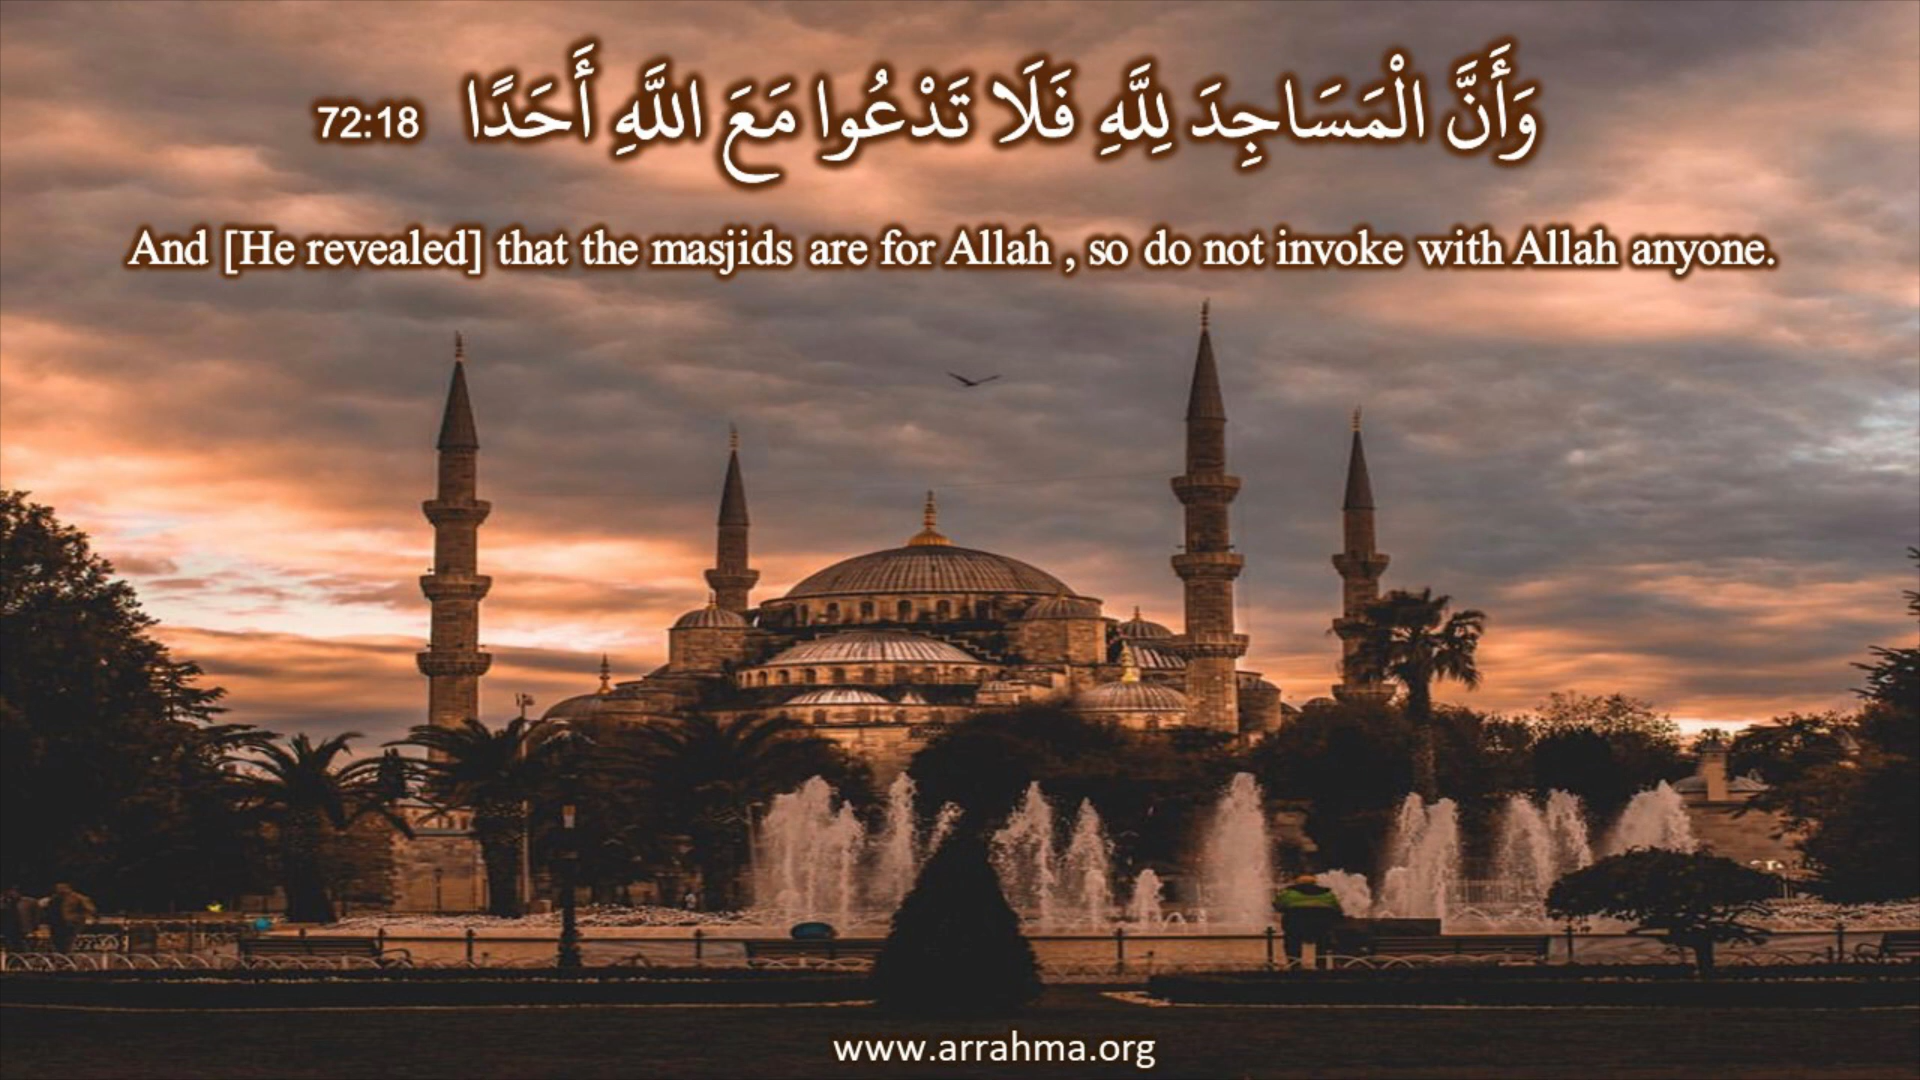 وَأَنَّ الْمَسَاجِدَ لِلَّهِ فَلَا تَدْعُوا مَعَ اللَّهِ أَحَدًا 72:18
And [He revealed] that the masjids are for Allah , so do not invoke with Allah anyone.
www.arrahma.org